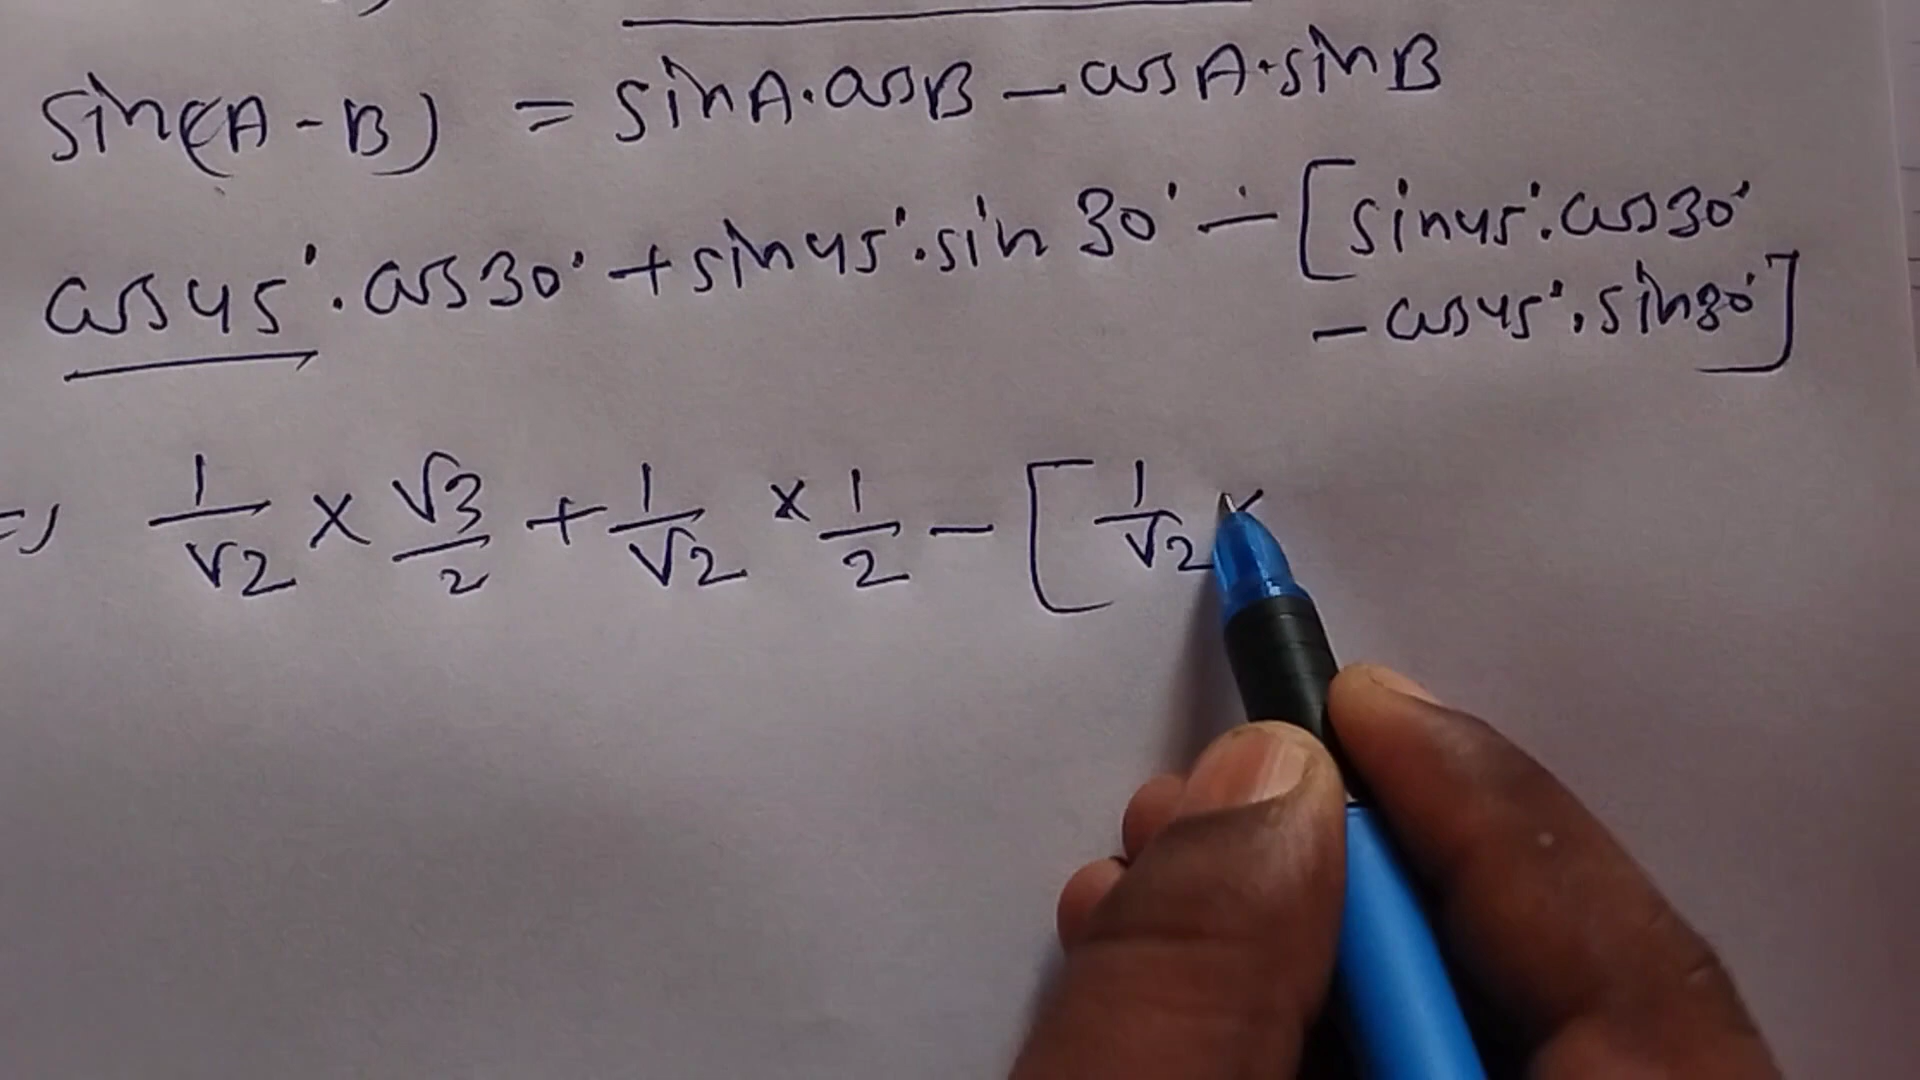 sin(A - B) = sinA.cosB - cosA.sinB
cos45°.cos30° + sin45°.sin30° - [sin45°.cos30°
- cos45°.sin30°]
=> 1/√2 × √3/2 + 1/√2 × 1/2 - [1/√2 ×